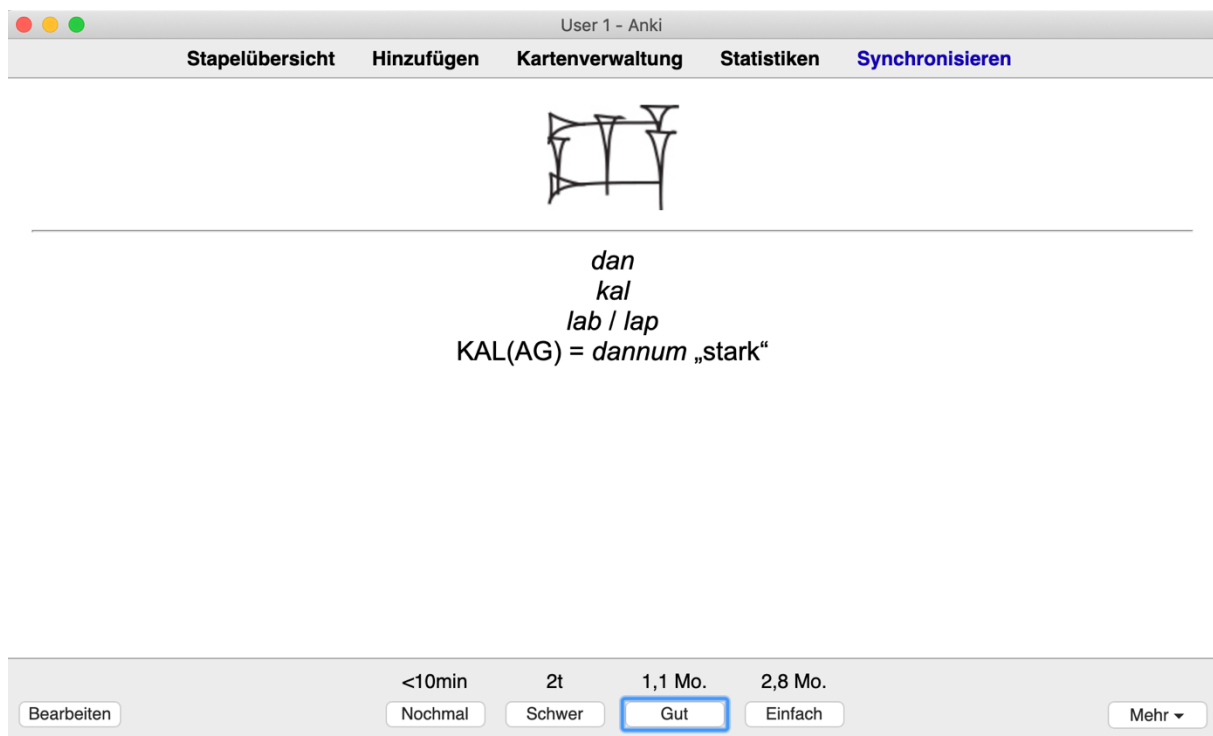 User 1 - Anki
Stapelübersicht Hinzufügen Kartenverwaltung Statistiken Synchronisieren
𒆗
dan
kal
lab / lap
KAL(AG) = dannum „stark“
<10min 2t 1,1 Mo. 2,8 Mo.
Bearbeiten Nochmal Schwer Gut Einfach Mehr